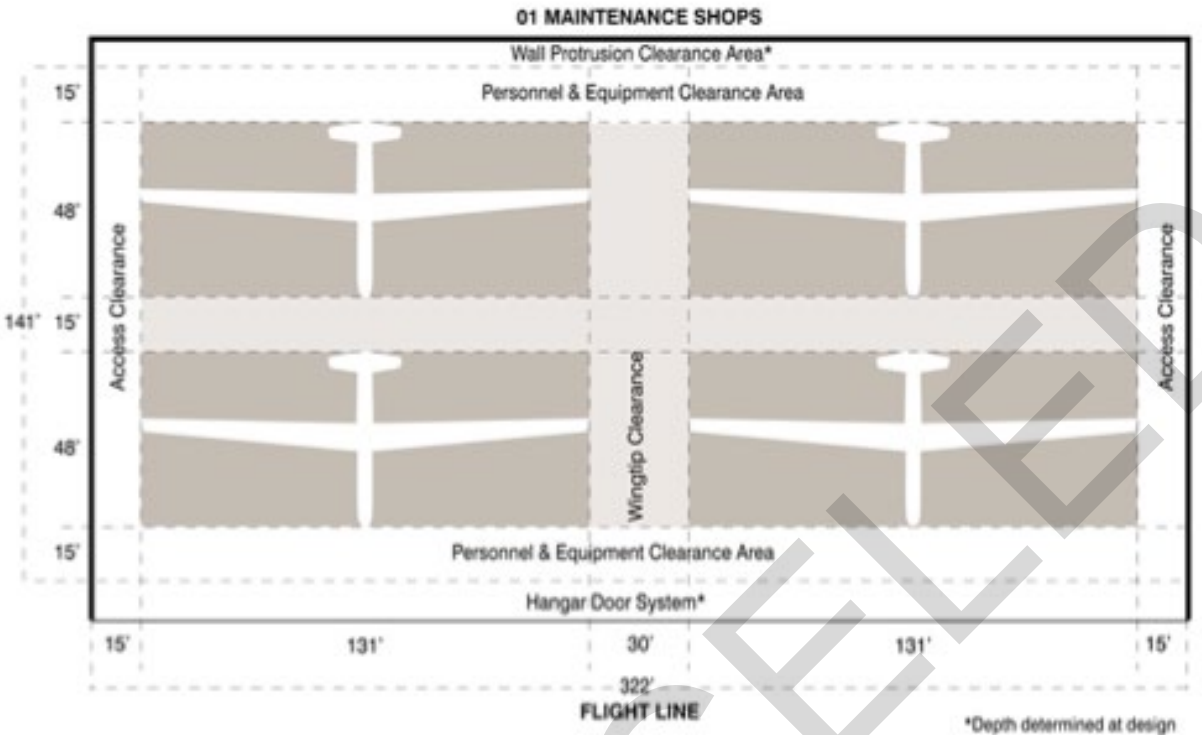 01 MAINTENANCE SHOPS
Wall Protrusion Clearance Area*
15'
Personnel & Equipment Clearance Area
48'
Access Clearance
Access Clearance
141'
15'
Wingtip Clearance
48'
15'
Personnel & Equipment Clearance Area
Hangar Door System*
15'
131'
30'
131'
15'
322'
FLIGHT LINE
*Depth determined at design